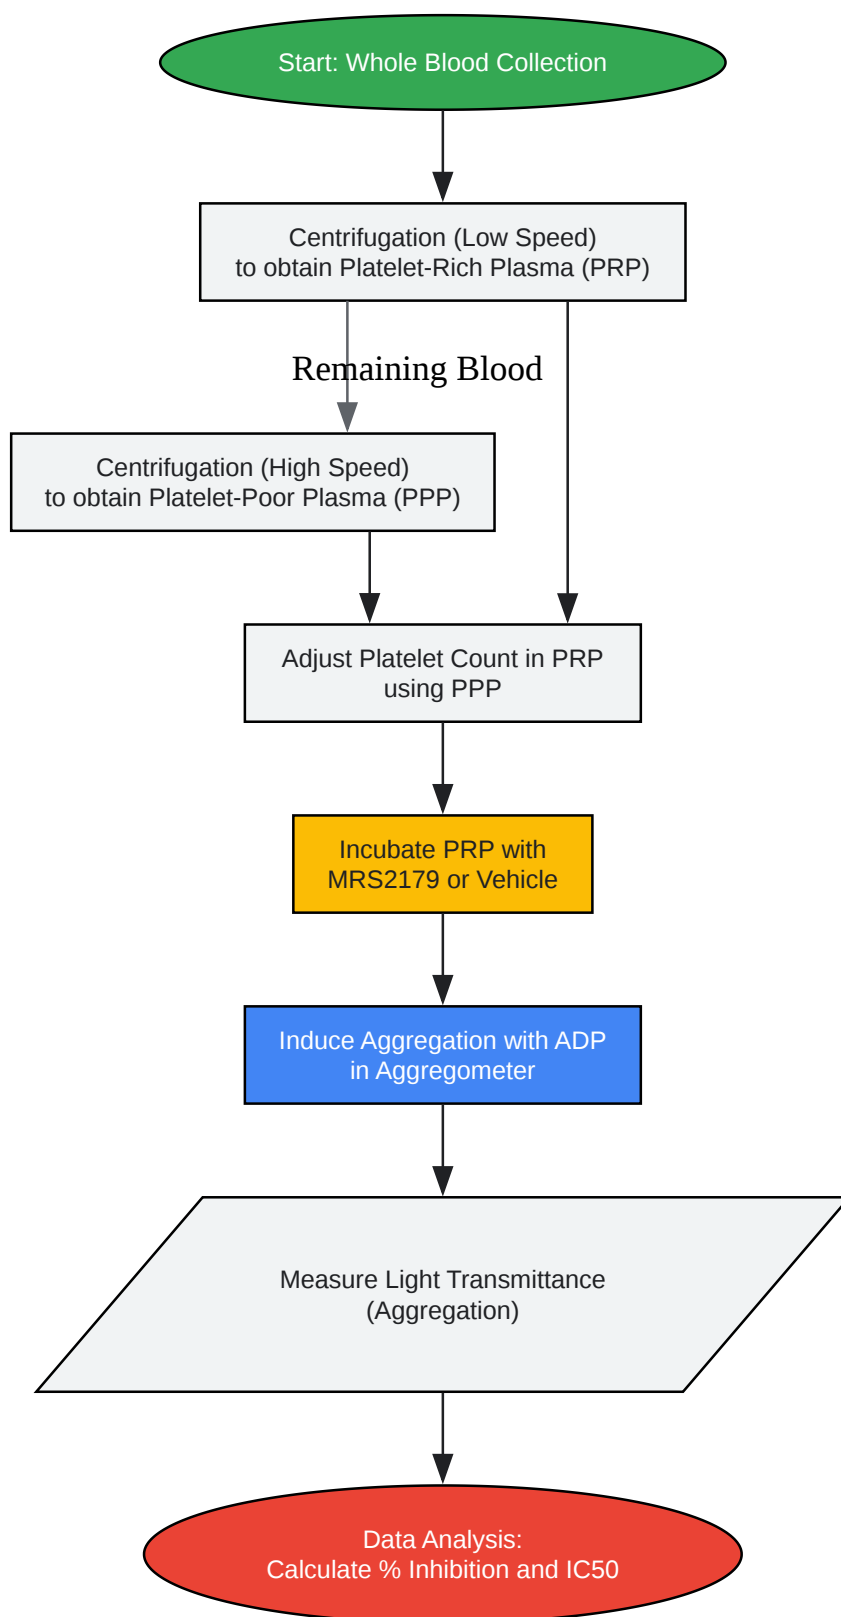 Start: Whole Blood Collection
Centrifugation (Low Speed)
to obtain Platelet-Rich Plasma (PRP)
Remaining Blood
Centrifugation (High Speed)
to obtain Platelet-Poor Plasma (PPP)
Adjust Platelet Count in PRP
using PPP
Incubate PRP with
MRS2179 or Vehicle
Induce Aggregation with ADP
in Aggregometer
Measure Light Transmittance
(Aggregation)
Data Analysis:
Calculate % Inhibition and IC50